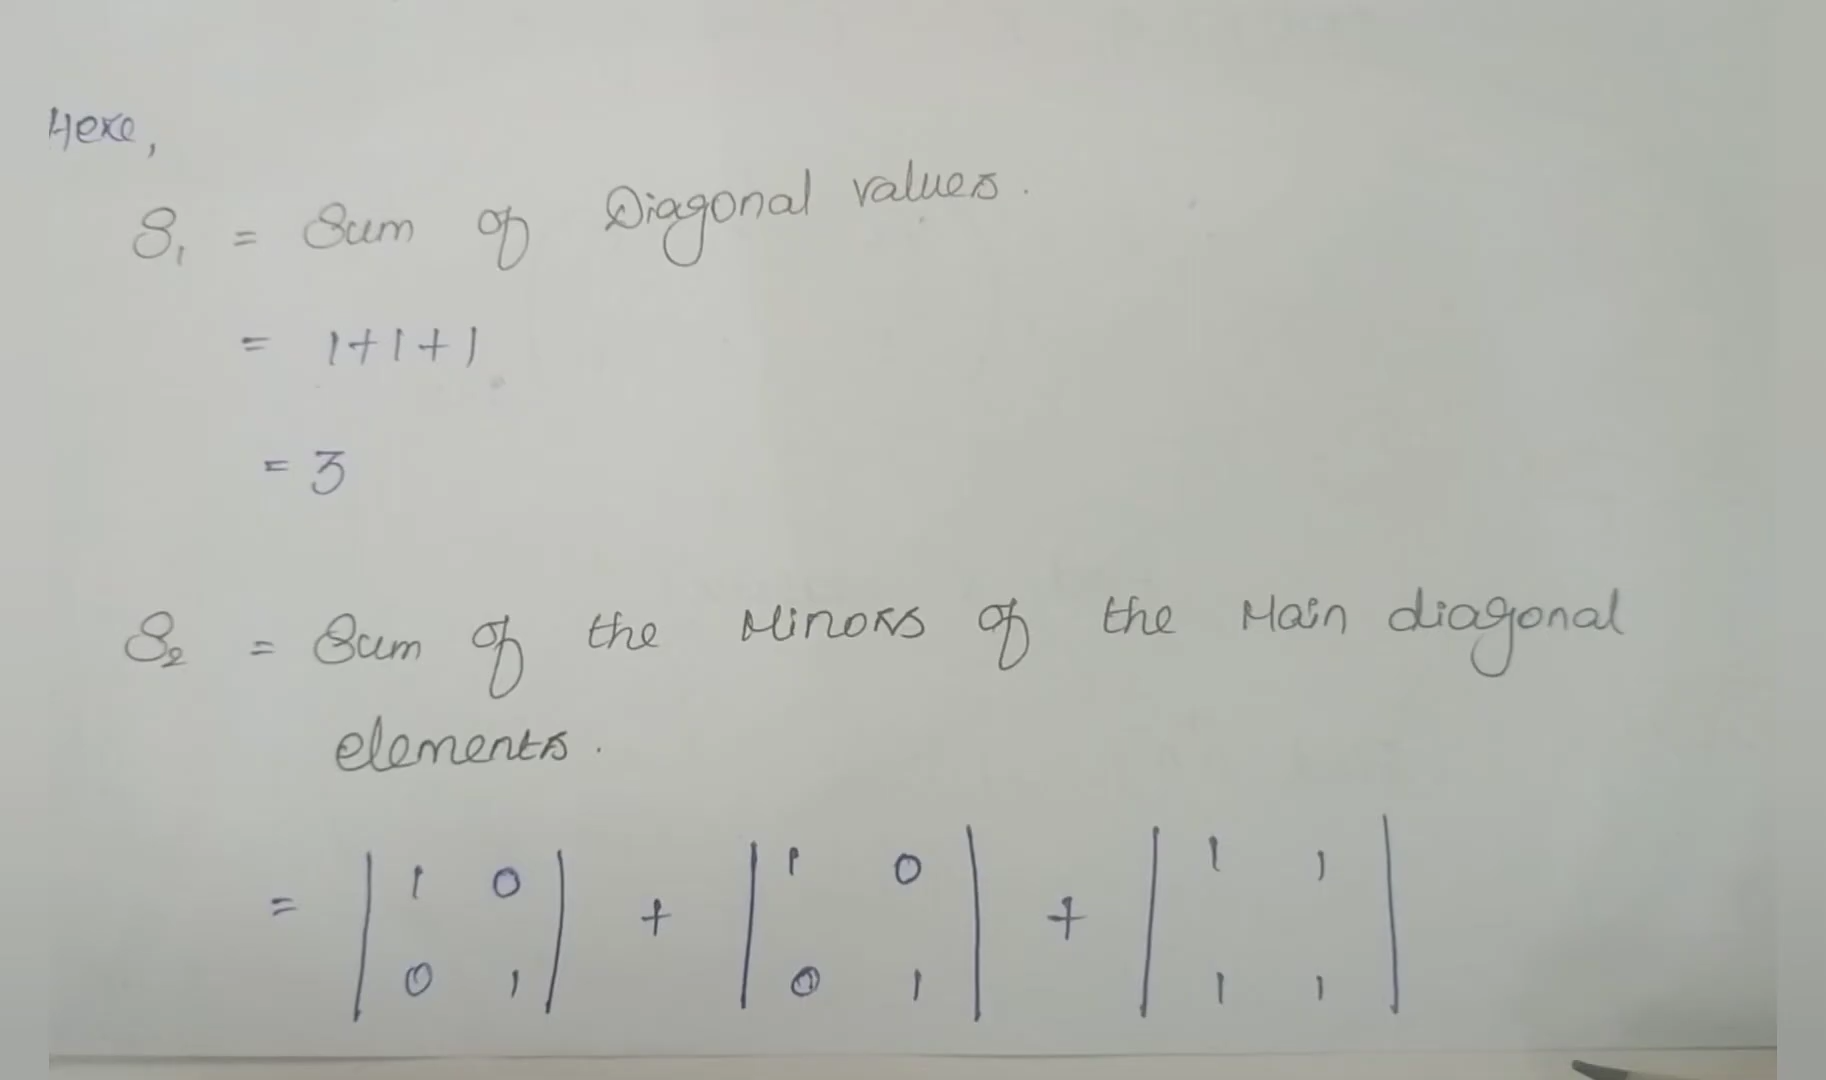 Here,
S₁ = Sum of Diagonal values.
= 1+1+1
= 3
S₂ = Sum of the Minors of the Main diagonal
elements.
= | 1 0 | + | 1 0 | + | 1 1 |
| 0 1 | | 0 1 | | 1 1 |